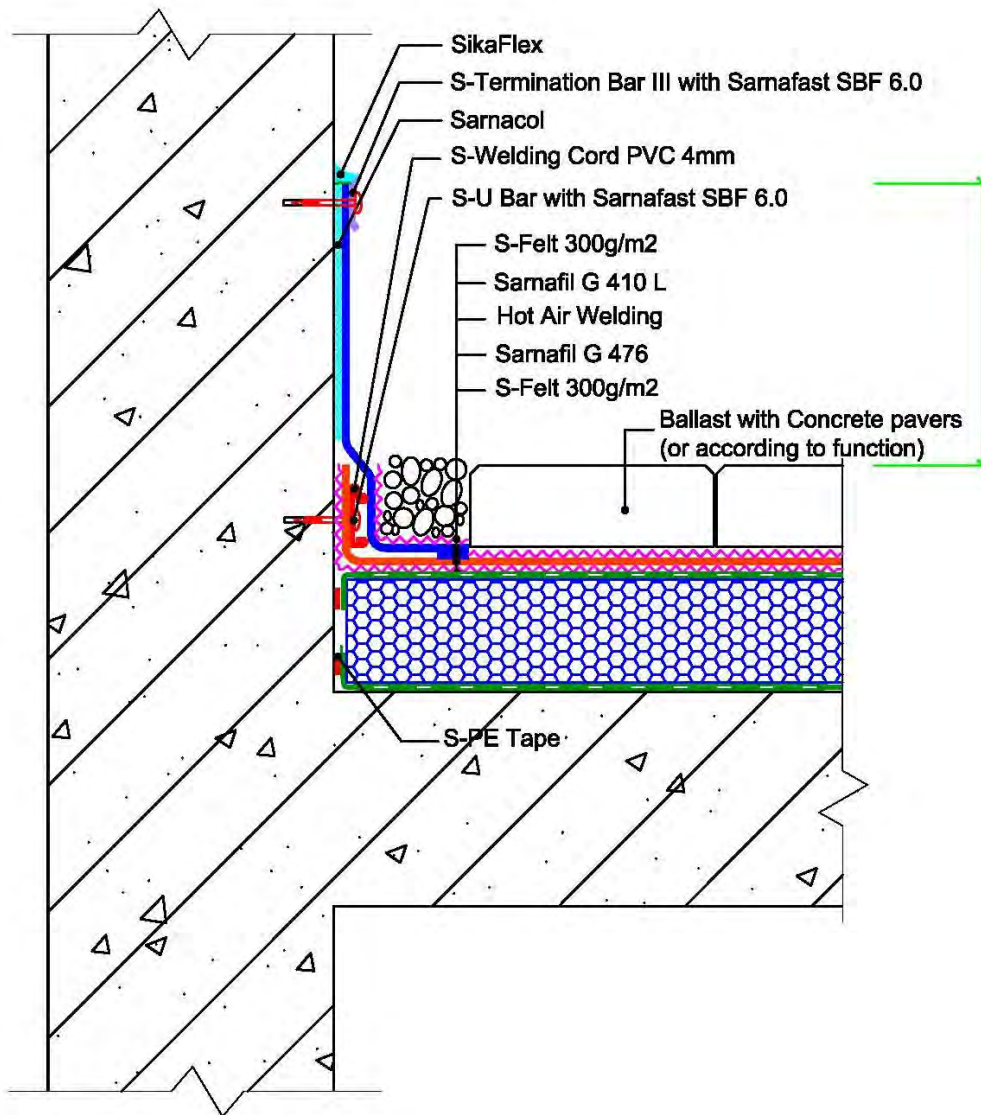 SikaFlex
S-Termination Bar III with Sarnafast SBF 6.0
Sarnacol
S-Welding Cord PVC 4mm
S-U Bar with Sarnafast SBF 6.0
S-Felt 300g/m2
Sarnafil G 410 L
Hot Air Welding
Sarnafil G 476
S-Felt 300g/m2
Ballast with Concrete pavers
(or according to function)
S-PE Tape